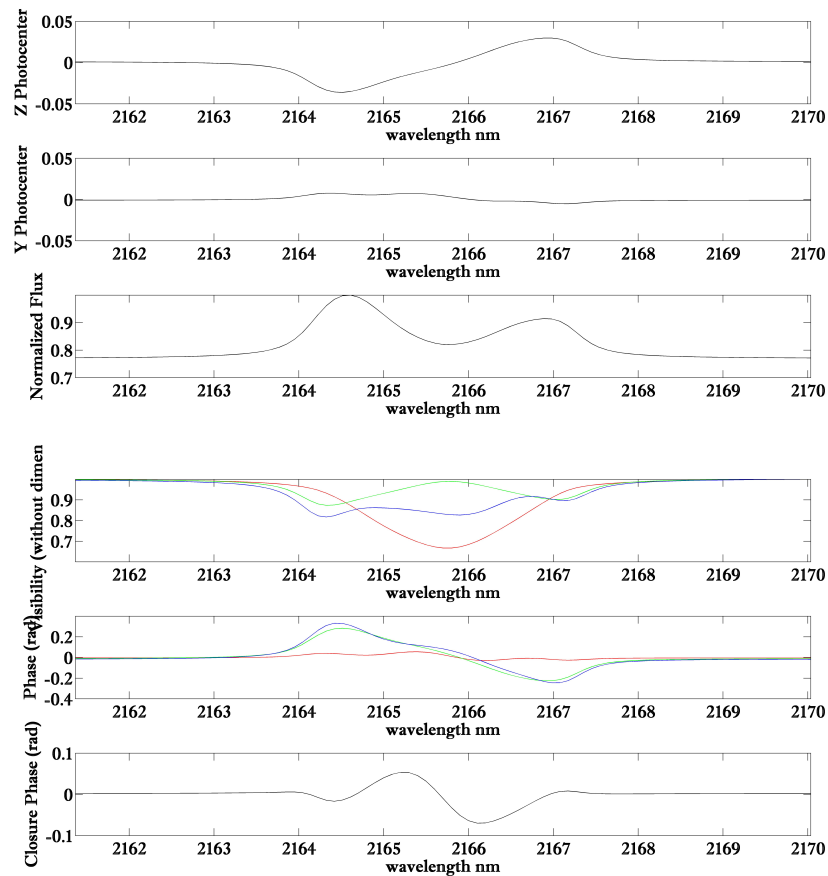 Z Photocenter
0.05
0
-0.05
2162 2163 2164 2165 2166 2167 2168 2169 2170
wavelength nm
Y Photocenter
0.05
0
-0.05
2162 2163 2164 2165 2166 2167 2168 2169 2170
wavelength nm
Normalized Flux
0.9
0.8
0.7
2162 2163 2164 2165 2166 2167 2168 2169 2170
wavelength nm
Visibility (without dimen
0.9
0.8
0.7
2162 2163 2164 2165 2166 2167 2168 2169 2170
wavelength nm
Phase (rad)
0.2
0
-0.2
-0.4
2162 2163 2164 2165 2166 2167 2168 2169 2170
wavelength nm
Closure Phase (rad)
0.1
0
-0.1
2162 2163 2164 2165 2166 2167 2168 2169 2170
wavelength nm